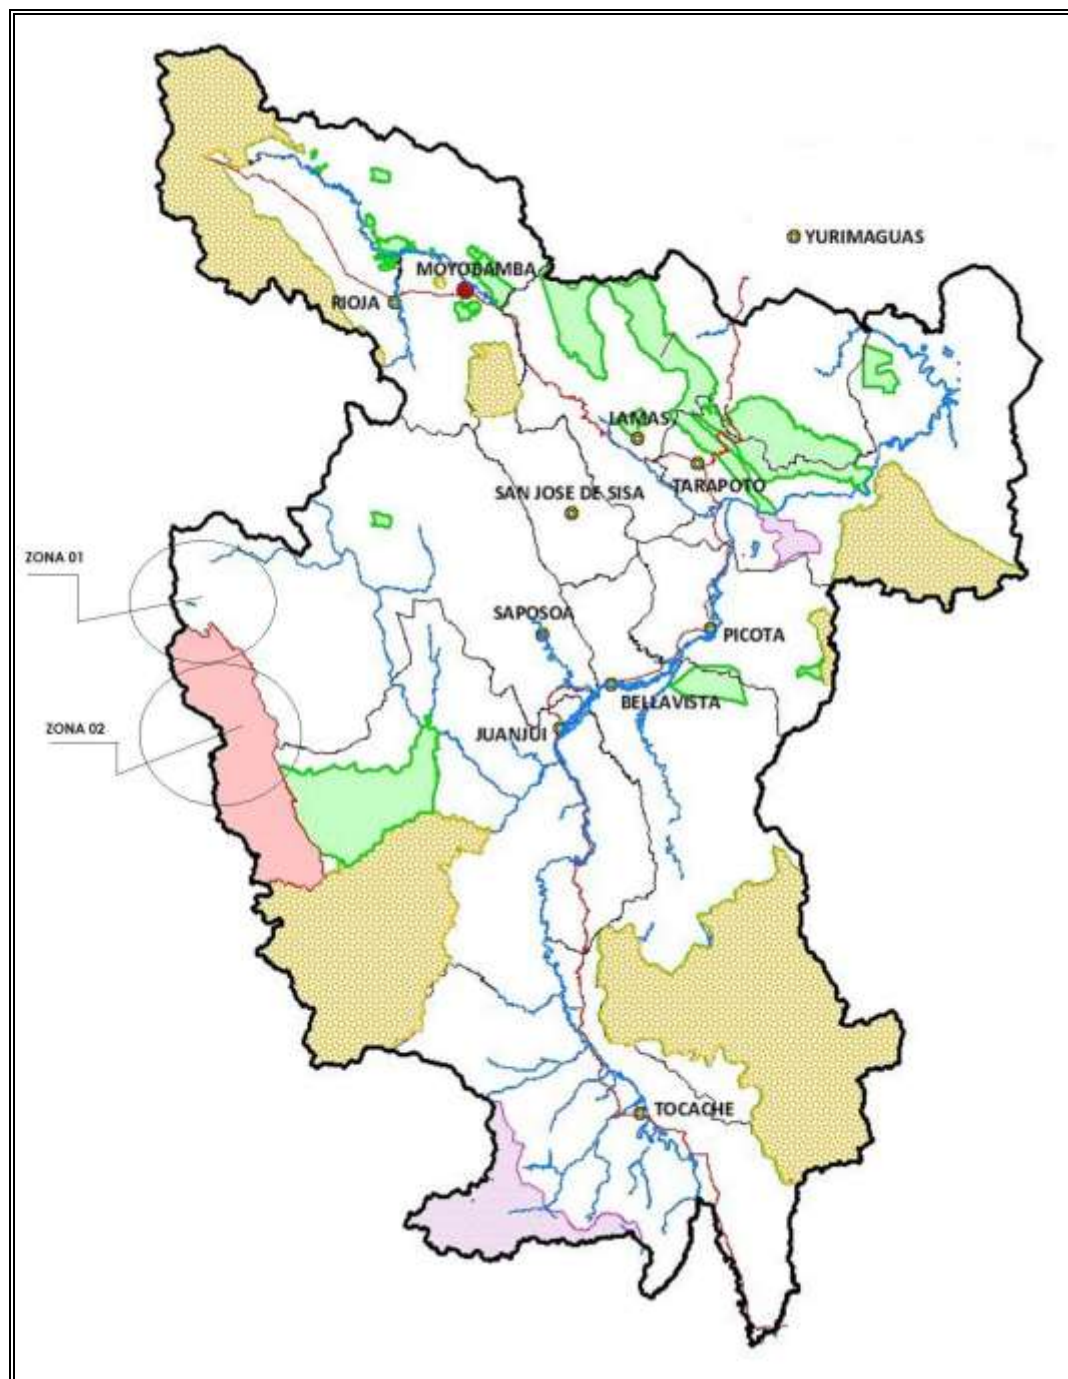 YURIMAGUAS
MOYOBAMBA
RIOJA
LAMAS
TARAPOTO
SAN JOSE DE SISA
ZONA 01
SAPOSOA
PICOTA
BELLAVISTA
ZONA 02
JUANJUI
TOCACHE